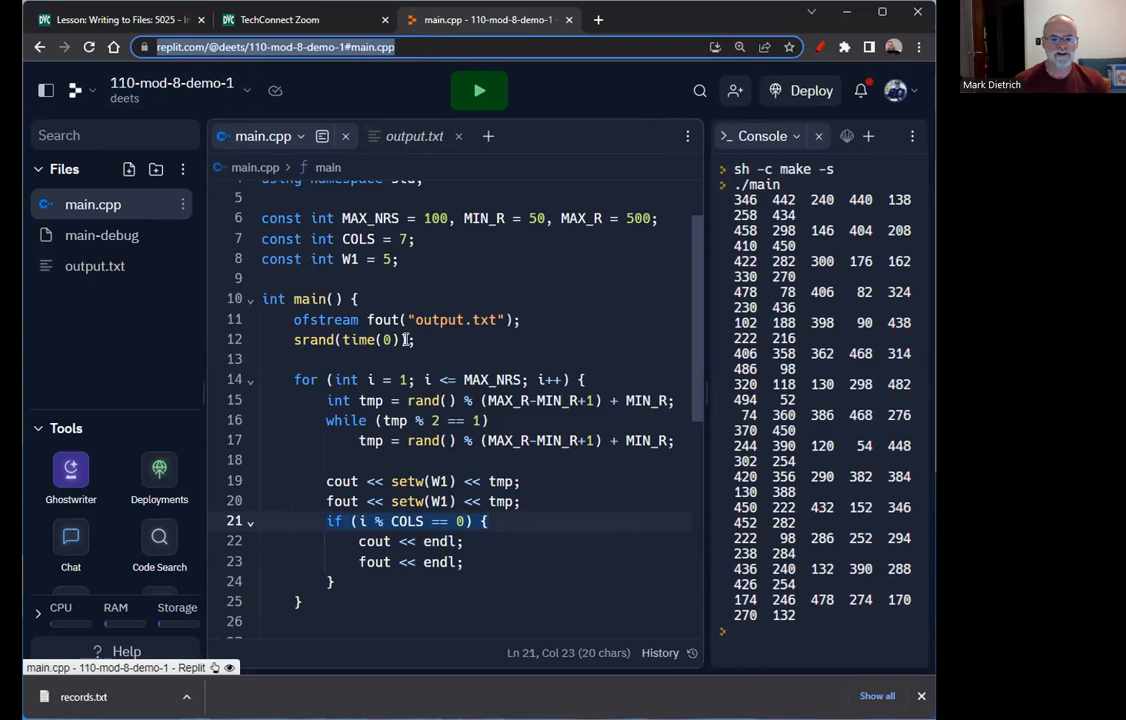 Lesson: Writing to Files: 5025 - In
TechConnect Zoom
main.cpp - 110-mod-8-demo-1 - R
replit.com/@deets/110-mod-8-demo-1#main.cpp
Mark Dietrich
110-mod-8-demo-1
deets
Deploy
Search
Files
main.cpp
main-debug
output.txt
Tools
Ghostwriter
Deployments
Chat
Code Search
CPU
RAM
Storage
Help
main.cpp
output.txt
main.cpp > main
using namespace std;
5
6 const int MAX_NRS = 100, MIN_R = 50, MAX_R = 500;
7 const int COLS = 7;
8 const int W1 = 5;
9
10 int main() {
11 ofstream fout("output.txt");
12 srand(time(0));
13
14 for (int i = 1; i <= MAX_NRS; i++) {
15 int tmp = rand() % (MAX_R-MIN_R+1) + MIN_R;
16 while (tmp % 2 == 1)
17 tmp = rand() % (MAX_R-MIN_R+1) + MIN_R;
18
19 cout << setw(W1) << tmp;
20 fout << setw(W1) << tmp;
21 if (i % COLS == 0) {
22 cout << endl;
23 fout << endl;
24 }
25 }
26
Ln 21, Col 23 (20 chars)
History
Console
sh -c make -s
./main
346 442 240 440 138
258 434
458 298 146 404 208
410 450
422 282 300 176 162
330 270
478 78 406 82 324
230 436
102 188 398 90 438
222 216
406 358 362 468 314
486 98
320 118 130 298 482
494 52
74 360 386 468 276
370 450
244 390 120 54 448
302 254
420 356 290 382 384
130 388
450 222 432 152 346
452 282
222 98 286 252 294
238 284
436 240 132 390 288
426 254
174 246 478 274 170
270 132
main.cpp - 110-mod-8-demo-1 - Replit
records.txt
Show all